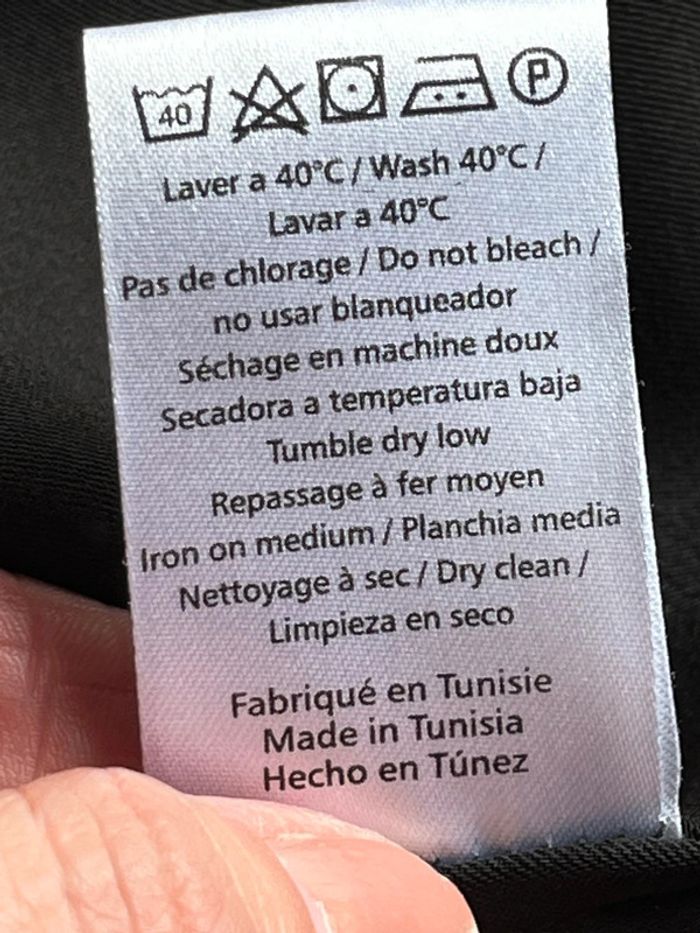 40 P
Laver a 40°C / Wash 40°C /
Lavar a 40°C
Pas de chlorage / Do not bleach /
no usar blanqueador
Séchage en machine doux
Secadora a temperatura baja
Tumble dry low
Repassage à fer moyen
Iron on medium / Planchia media
Nettoyage à sec / Dry clean /
Limpieza en seco
Fabriqué en Tunisie
Made in Tunisia
Hecho en Túnez